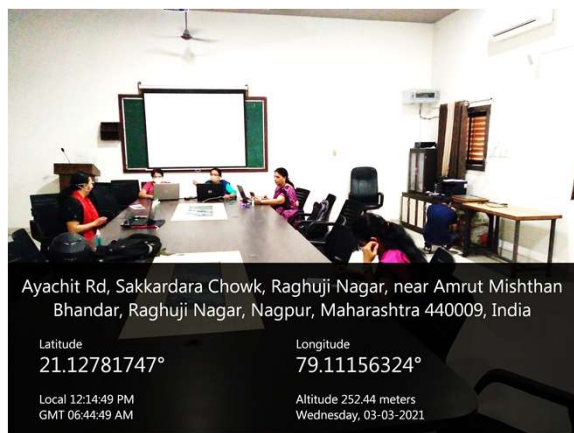 Ayachit Rd, Sakkardara Chowk, Raghuji Nagar, near Amrut Mishthan
Bhandar, Raghuji Nagar, Nagpur, Maharashtra 440009, India
Latitude
21.12781747°
Longitude
79.11156324°
Local 12:14:49 PM
GMT 06:44:49 AM
Altitude 252.44 meters
Wednesday, 03-03-2021